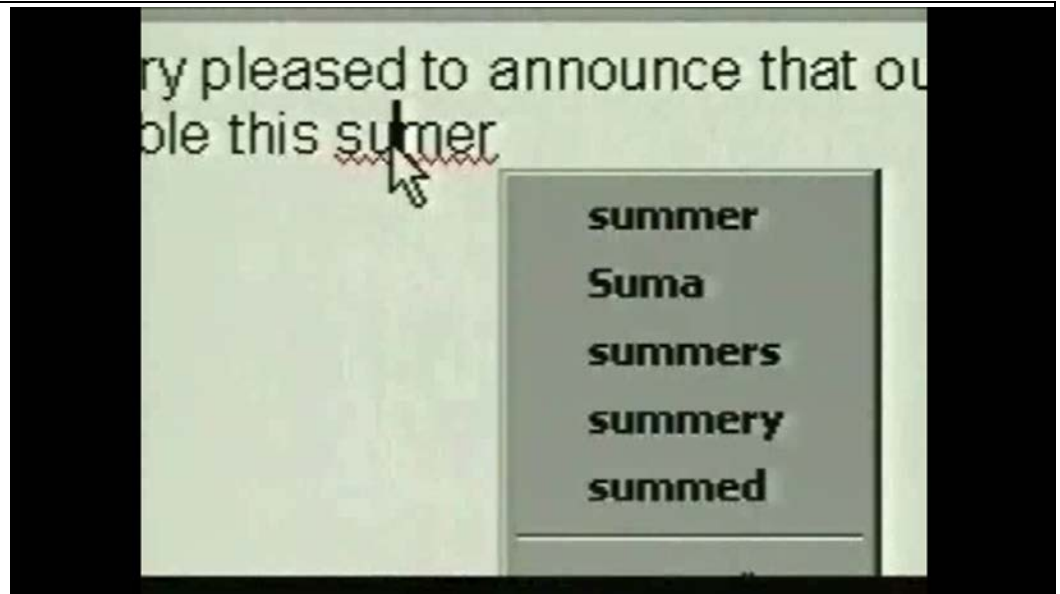 ry pleased to announce that ou
ble this sumer
summer
Suma
summers
summery
summed